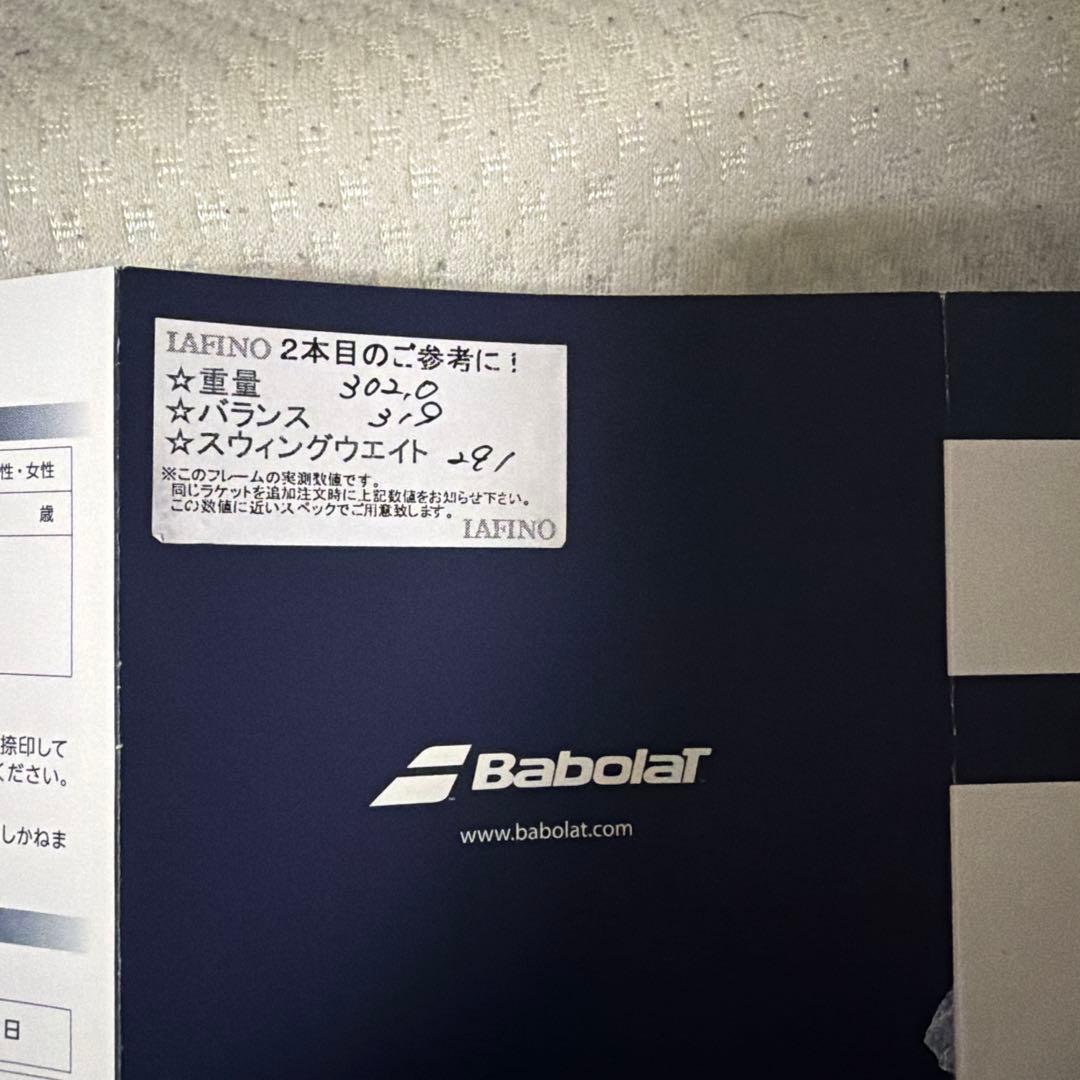 IAFINO 2本目のご参考に!
☆重量 302.0
☆バランス 319
☆スウィングウエイト 291
※このフレームの実測数値です。
同じラケットを追加注文時に上記数値をお知らせ下さい。
この数値に近いスペックでご用意致します。
IAFINO
性・女性
歳
捺印して
ください。
しかねま
日
BabolaT
www.babolat.com